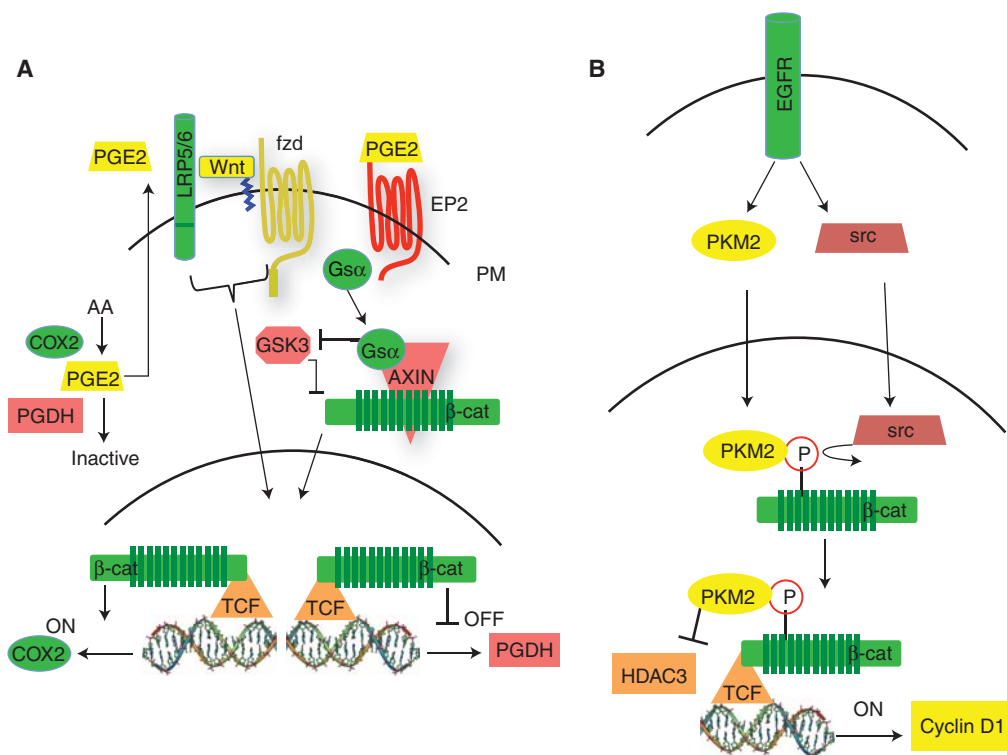 A
PGE2
LRP5/6
Wnt
fzd
PGE2
EP2
PM
Gsα
AA
COX2
PGE2
PGDH
Inactive
GSK3
Gsα
AXIN
β-cat
β-cat
TCF
ON
COX2
β-cat
TCF
OFF
PGDH
B
EGFR
PKM2
src
src
PKM2
P
β-cat
PKM2
P
β-cat
HDAC3
TCF
ON
Cyclin D1